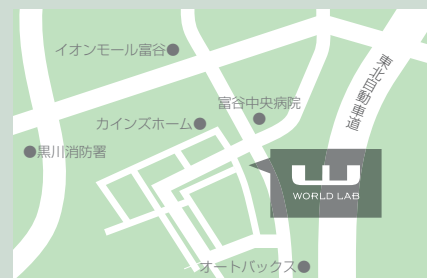 イオンモール富谷
東北自動車道
富谷中央病院
カインズホーム
黒川消防署
WORLD LAB
オートバックス